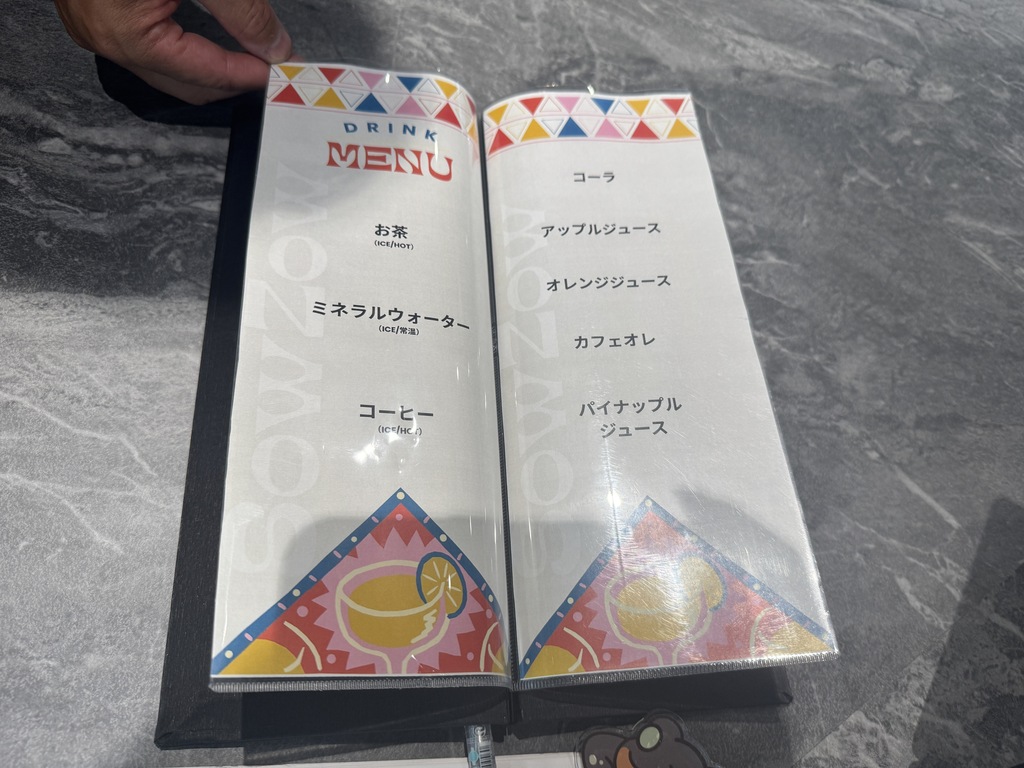 DRINK
MENU
お茶
(ICE/HOT)
ミネラルウォーター
(ICE/常温)
コーヒー
(ICE/HOT)
SOWZOW
コーラ
アップルジュース
オレンジジュース
カフェオレ
パイナップル
ジュース
SOWZOW